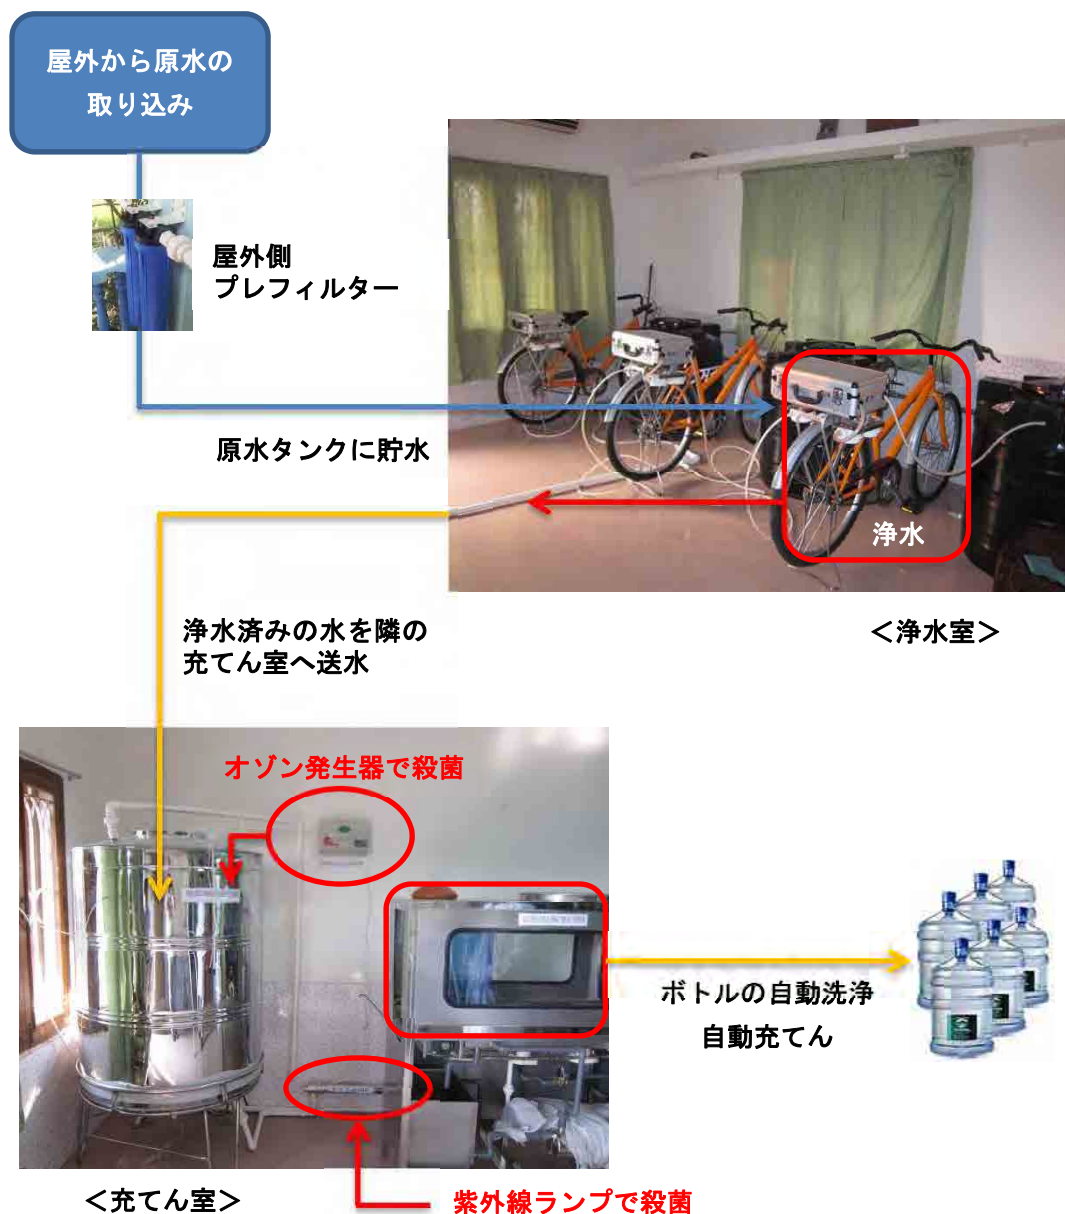 屋外から原水の
取り込み
屋外側
プレフィルター
原水タンクに貯水
浄水
＜浄水室＞
浄水済みの水を隣の
充てん室へ送水
オゾン発生器で殺菌
ボトルの自動洗浄
自動充てん
＜充てん室＞
紫外線ランプで殺菌